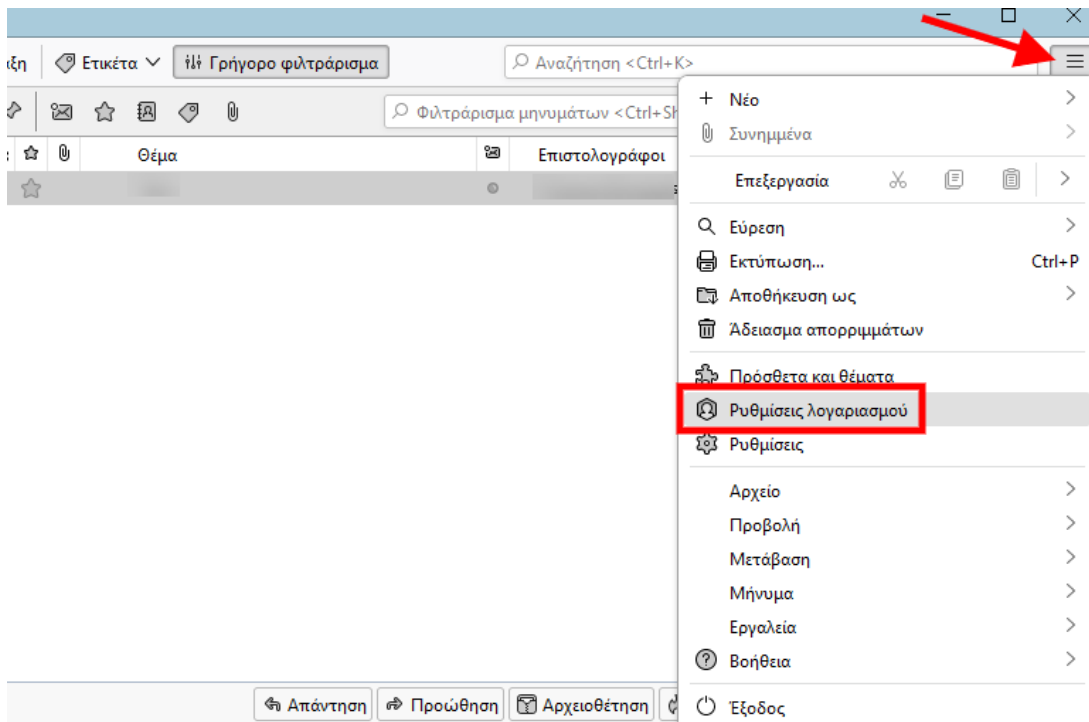 Ετικέτα
Γρήγορο φιλτράρισμα
Αναζήτηση <Ctrl+K>
Φιλτράρισμα μηνυμάτων <Ctrl+Sh
Θέμα
Επιστολογράφοι
Νέο
Συνημμένα
Επεξεργασία
Εύρεση
Εκτύπωση... Ctrl+P
Αποθήκευση ως
Άδειασμα απορριμμάτων
Πρόσθετα και θέματα
Ρυθμίσεις λογαριασμού
Ρυθμίσεις
Αρχείο
Προβολή
Μετάβαση
Μήνυμα
Εργαλεία
Βοήθεια
Έξοδος
Απάντηση
Προώθηση
Αρχειοθέτηση